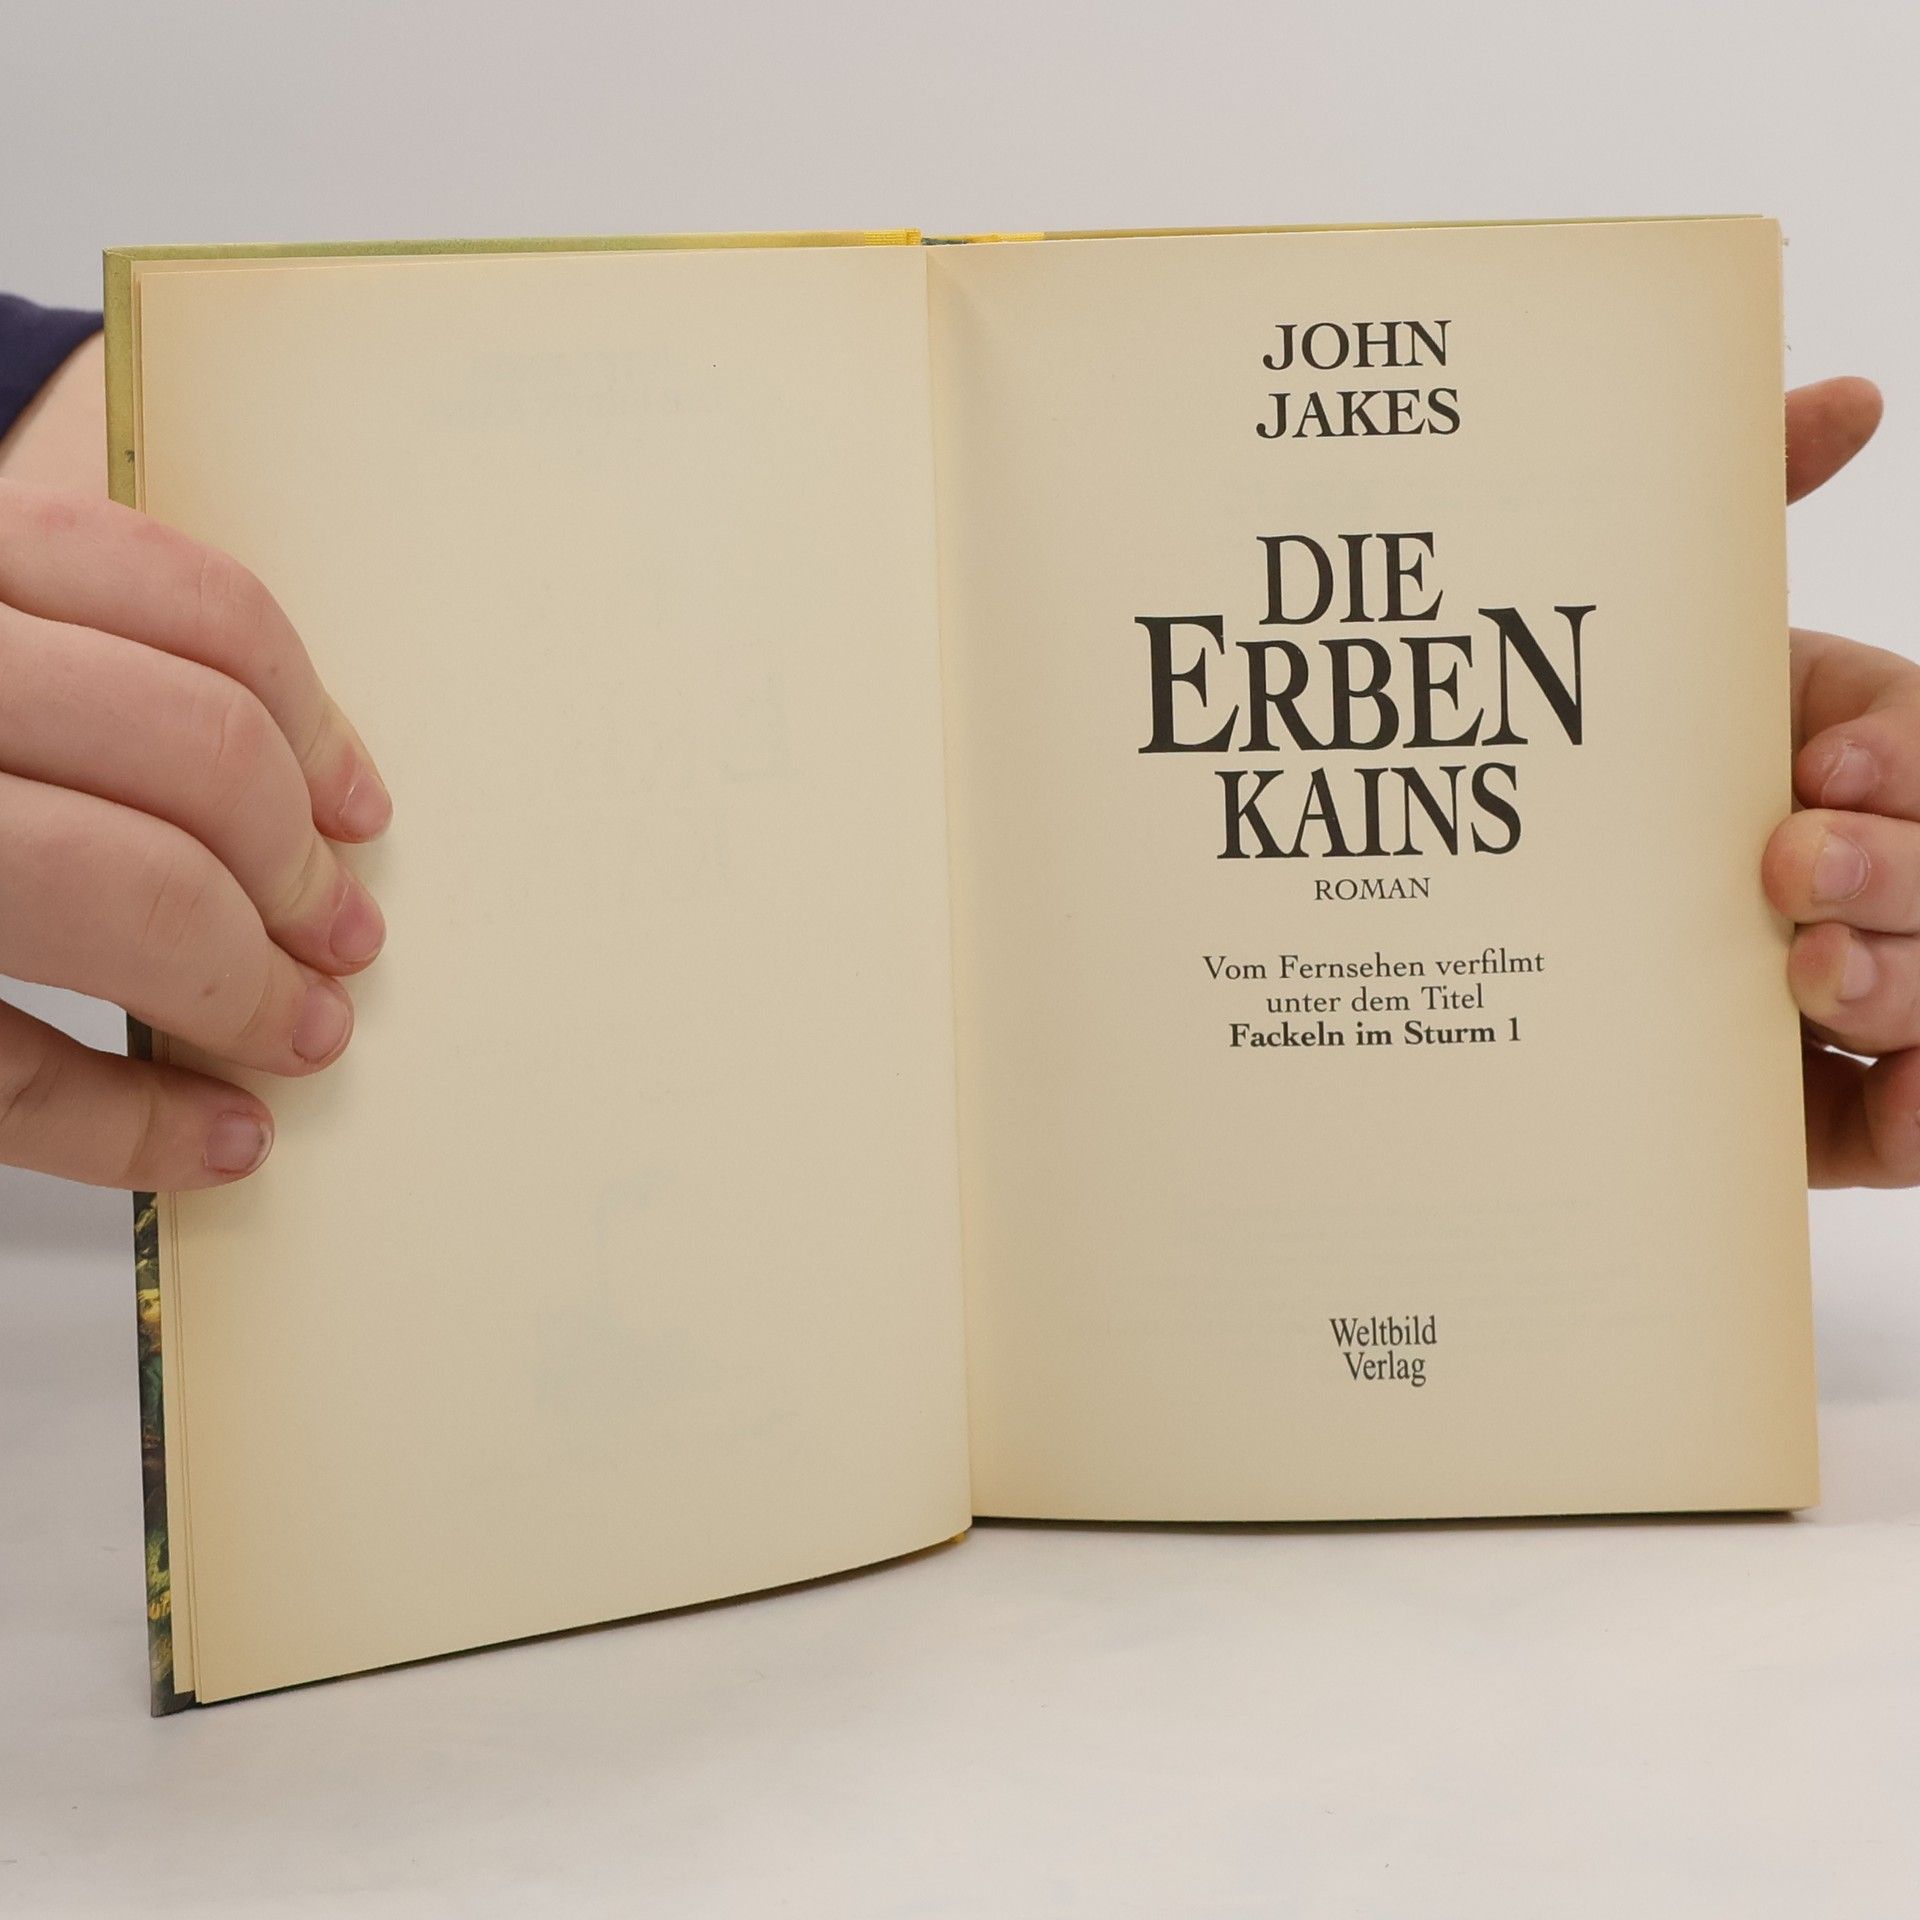 JOHN
JAKES
DIE
ERBEN
KAINS
ROMAN
Vom Fernsehen verfilmt
unter dem Titel
Fackeln im Sturm 1
Weltbild
Verlag